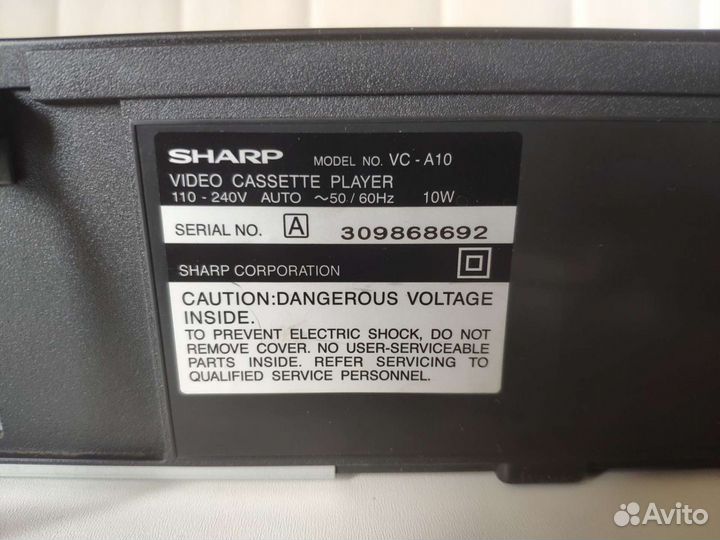 SHARP MODEL NO. VC - A10
VIDEO CASSETTE PLAYER
110 - 240V AUTO ~50 / 60Hz 10W
SERIAL NO. A 309868692
SHARP CORPORATION
CAUTION:DANGEROUS VOLTAGE
INSIDE.
TO PREVENT ELECTRIC SHOCK, DO NOT
REMOVE COVER. NO USER-SERVICEABLE
PARTS INSIDE. REFER SERVICING TO
QUALIFIED SERVICE PERSONNEL.
Avito